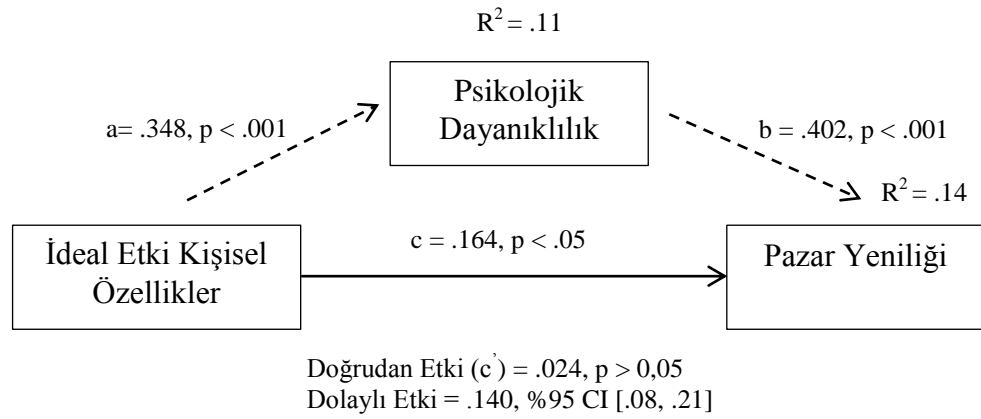 R² = .11
Psikolojik
Dayanıklılık
a= .348, p < .001
b = .402, p < .001
R² = .14
İdeal Etki Kişisel
Özellikler
c = .164, p < .05
Pazar Yeniliği
Doğrudan Etki (c’) = .024, p > 0,05
Dolaylı Etki = .140, %95 CI [.08, .21]